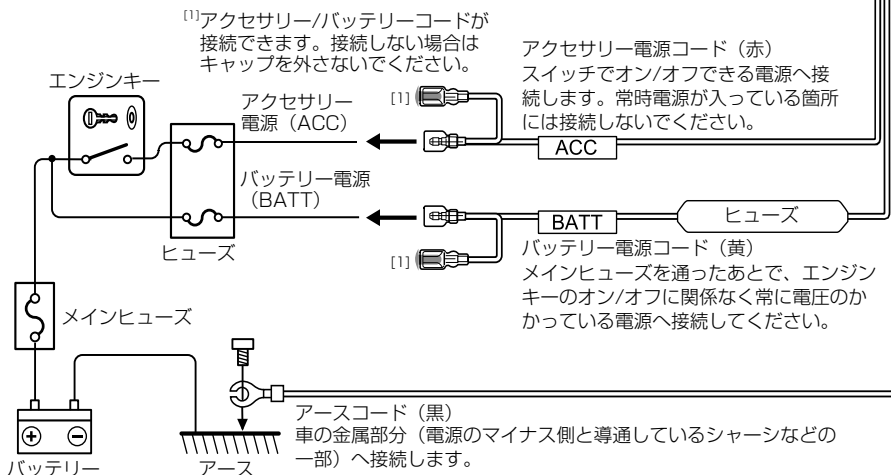 [1]アクセサリー/バッテリーコードが
接続できます。接続しない場合は
キャップを外さないでください。
エンジンキー
アクセサリー
電源（ACC）
[1]
アクセサリー電源コード（赤）
スイッチでオン/オフできる電源へ接
続します。常時電源が入っている箇所
には接続しないでください。
ACC
バッテリー電源
（BATT）
BATT
ヒューズ
ヒューズ
[1]
バッテリー電源コード（黄）
メインヒューズを通ったあとで、エンジン
キーのオン/オフに関係なく常に電圧のか
かっている電源へ接続してください。
メインヒューズ
アースコード（黒）
車の金属部分（電源のマイナス側と導通しているシャーシなどの
一部）へ接続します。
バッテリー
アース